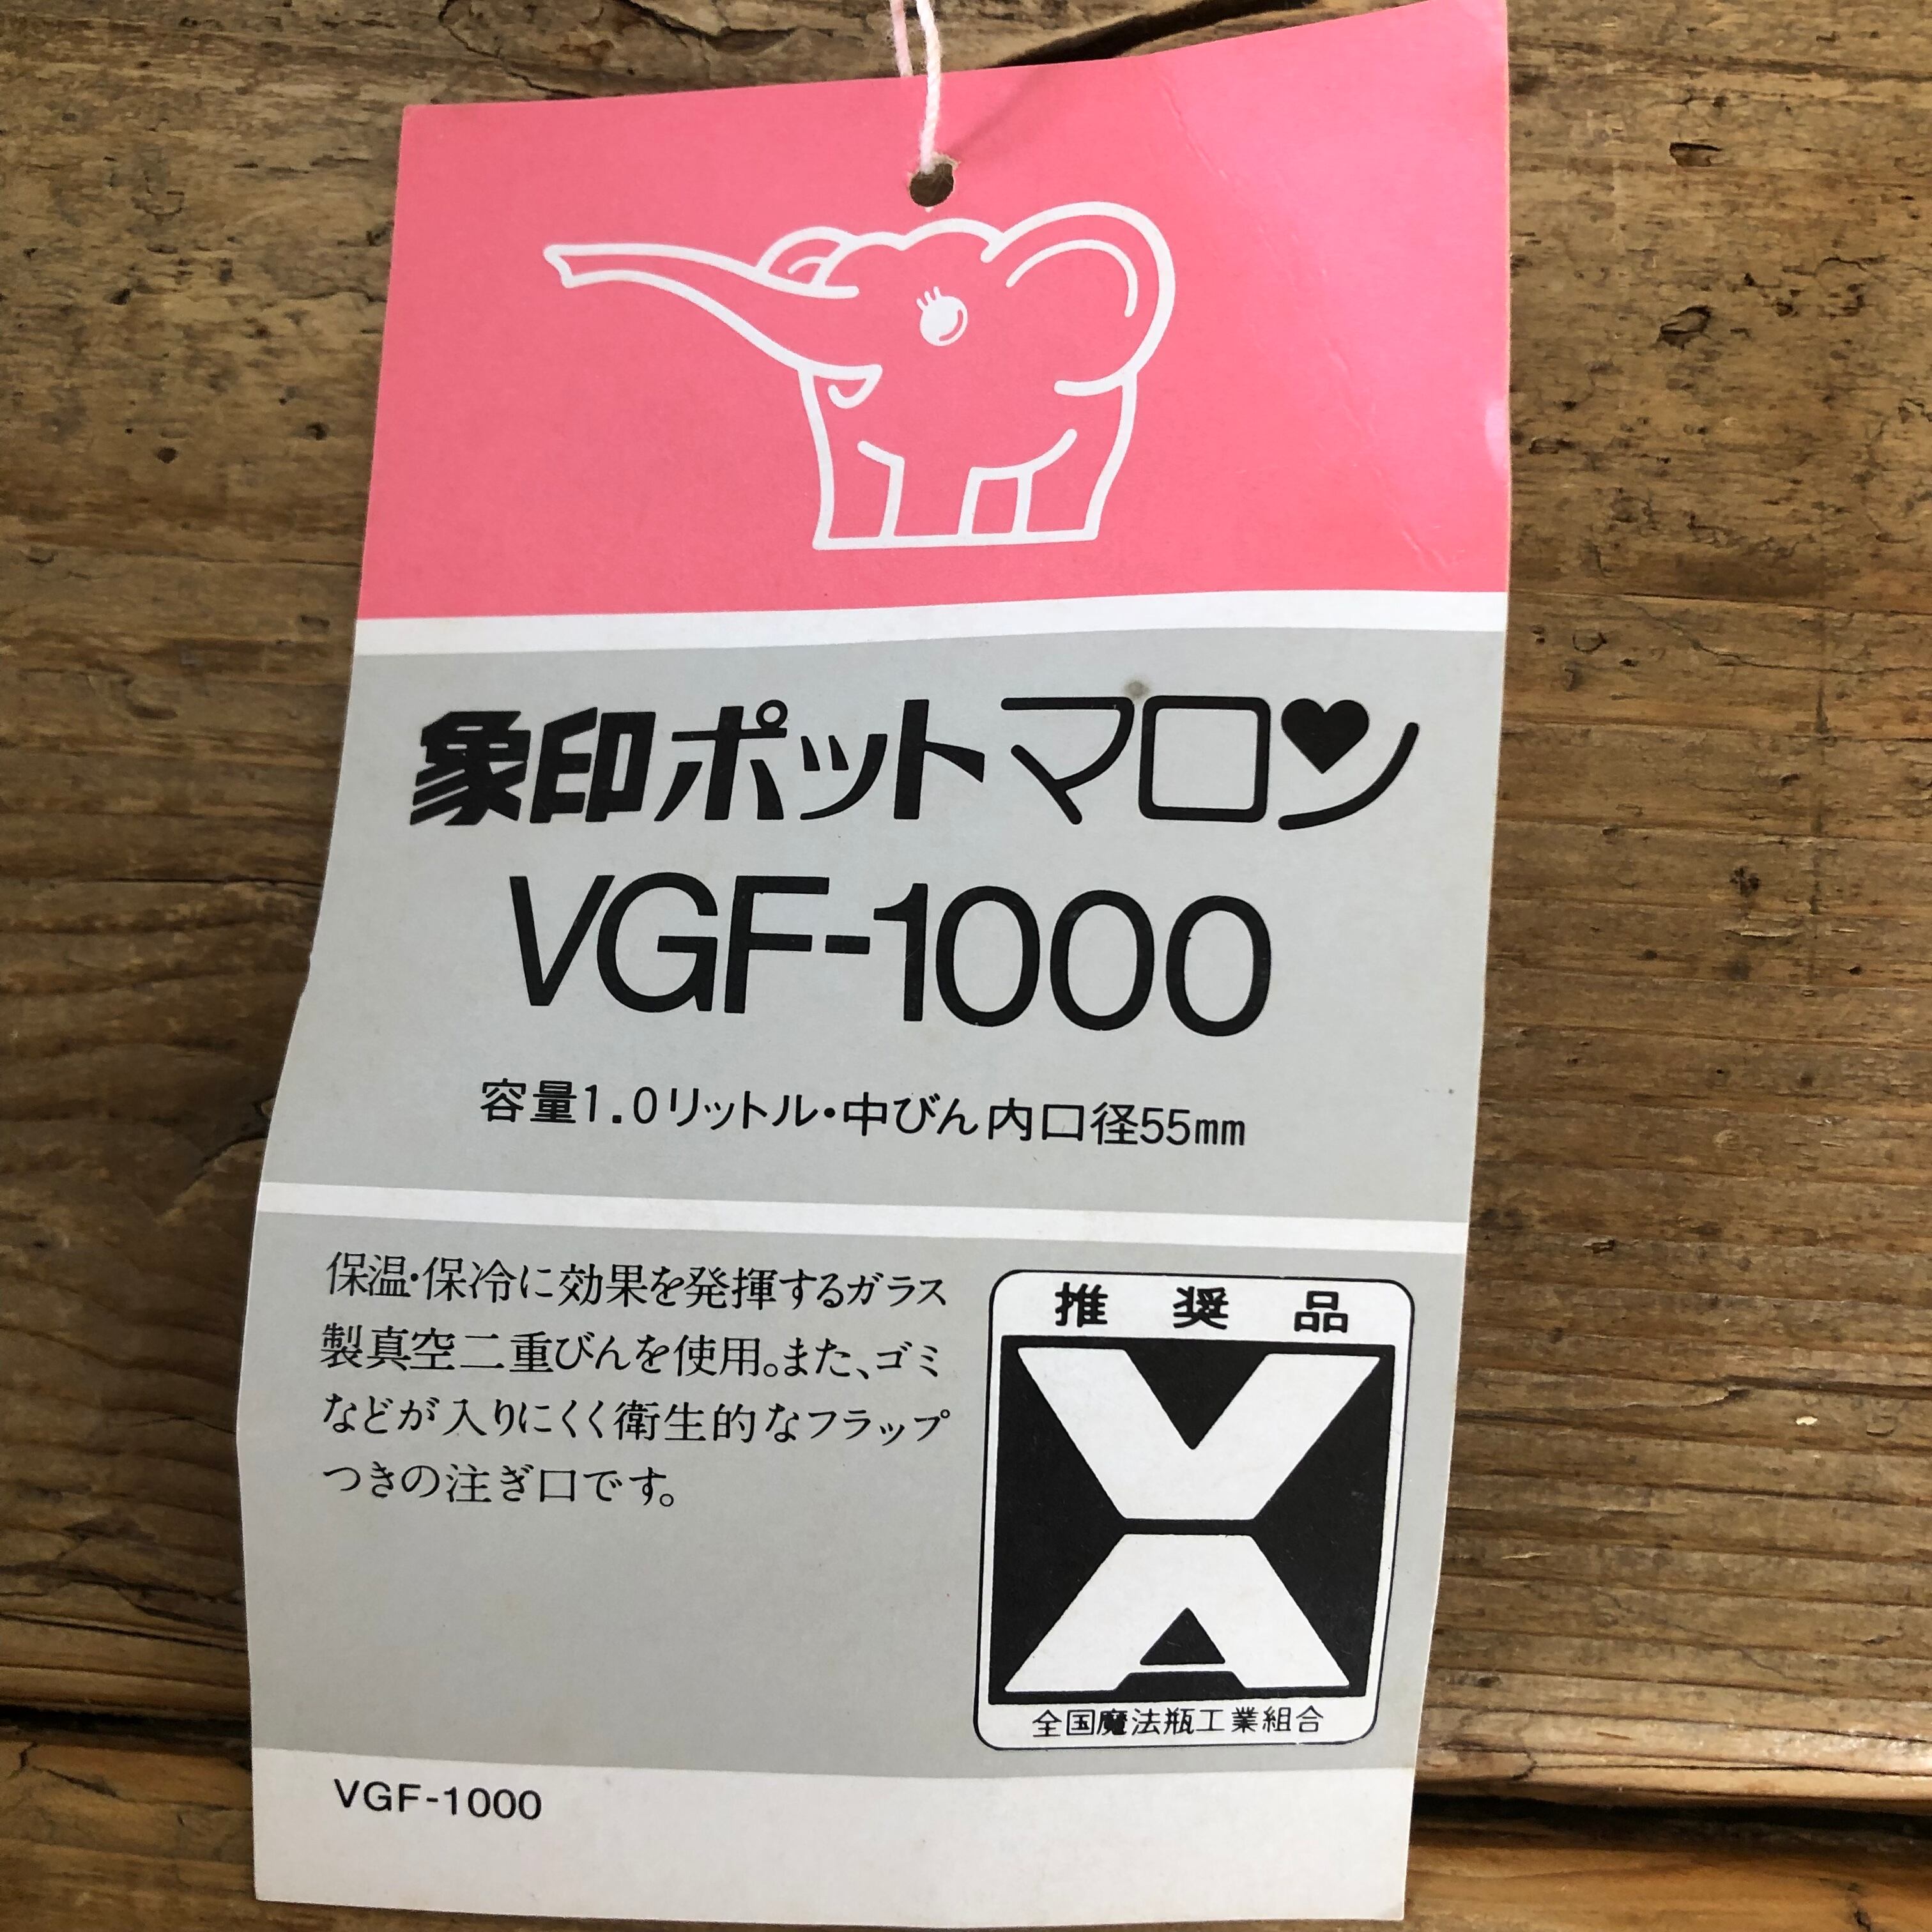 象印ポットマロン
VGF-1000
容量1.0リットル・中びん内口径55mm
保温・保冷に効果を発揮するガラス
製真空二重びんを使用。また、ゴミ
などが入りにくく衛生的なフラップ
つきの注ぎ口です。
推奨品
VA
全国魔法瓶工業組合
VGF-1000